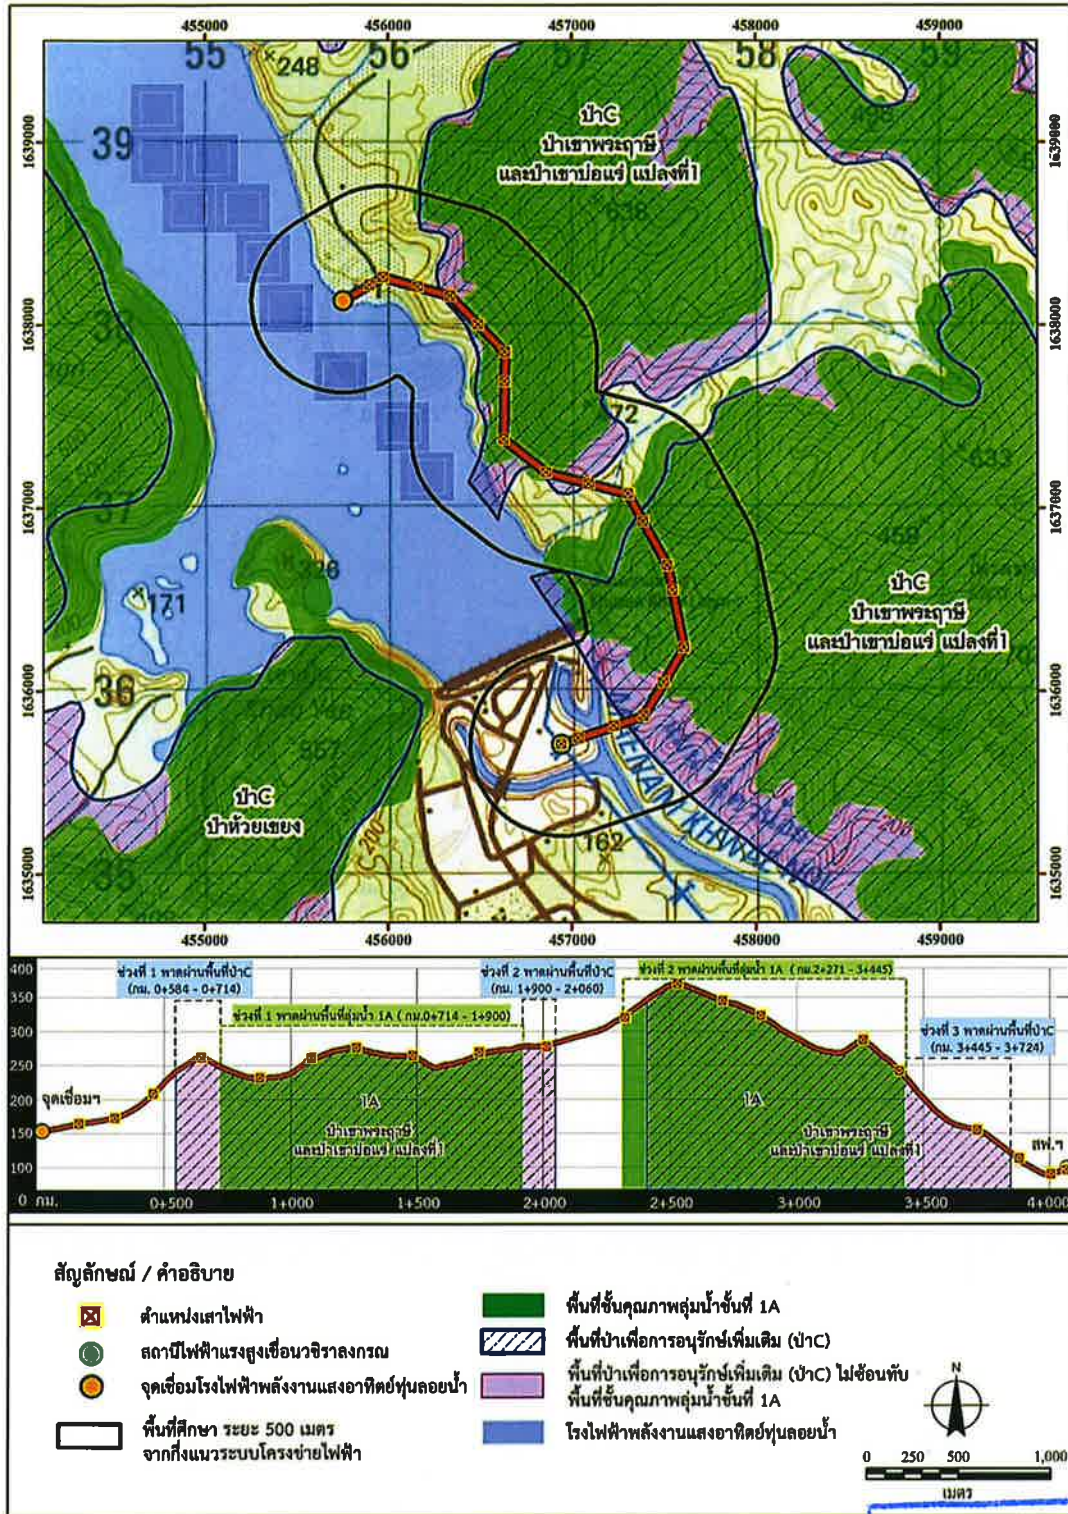 455000 456000 457000 458000 459000
55 56 57 58 59
248
1639000 39 1639000
ป่าC
ป่าเขาพระฤาษี
และป่าเขาบ่อแร่ แปลงที่1
638
1638000 1638000
72
433
1637000 37 1637000
458
326
171
ป่าC
ป่าเขาพระฤาษี
และป่าเขาบ่อแร่ แปลงที่1
1636000 36 1636000
ป่าC
ป่าห้วยเขยง
200
200
162
1635000 35 1635000
455000 456000 457000 458000 459000
400
350
300
250
200
150
100
0 กม.
ช่วงที่ 1 พาดผ่านพื้นที่ป่าC
(กม. 0+584 - 0+714)
ช่วงที่ 1 พาดผ่านพื้นที่ลุ่มน้ำ 1A ( กม.0+714 - 1+900)
ช่วงที่ 2 พาดผ่านพื้นที่ป่าC
(กม. 1+900 - 2+060)
ช่วงที่ 2 พาดผ่านพื้นที่ลุ่มน้ำ 1A ( กม.2+271 - 3+445)
ช่วงที่ 3 พาดผ่านพื้นที่ป่าC
(กม. 3+445 - 3+724)
จุดเชื่อมฯ
1A
ป่าเขาพระฤาษี
และป่าเขาบ่อแร่ แปลงที่1
1A
ป่าเขาพระฤาษี
และป่าเขาบ่อแร่ แปลงที่1
สฟ.ฯ
0+500 1+000 1+500 2+000 2+500 3+000 3+500 4+000
สัญลักษณ์ / คำอธิบาย
ตำแหน่งเสาไฟฟ้า
สถานีไฟฟ้าแรงสูงเขื่อนวชิราลงกรณ
จุดเชื่อมโรงไฟฟ้าพลังงานแสงอาทิตย์ทุ่นลอยน้ำ
พื้นที่ศึกษา ระยะ 500 เมตร
จากกึ่งแนวระบบโครงข่ายไฟฟ้า
พื้นที่ชั้นคุณภาพลุ่มน้ำชั้นที่ 1A
พื้นที่ป่าเพื่อการอนุรักษ์เพิ่มเติม (ป่าC)
พื้นที่ป่าเพื่อการอนุรักษ์เพิ่มเติม (ป่าC) ไม่ซ้อนทับ
พื้นที่ชั้นคุณภาพลุ่มน้ำชั้นที่ 1A
โรงไฟฟ้าพลังงานแสงอาทิตย์ทุ่นลอยน้ำ
N
0 250 500 1,000
เมตร